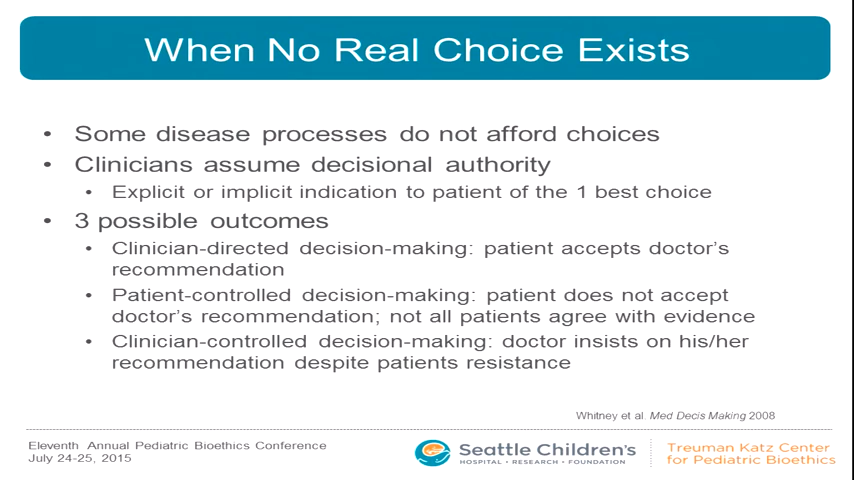 When No Real Choice Exists
• Some disease processes do not afford choices
• Clinicians assume decisional authority
• Explicit or implicit indication to patient of the 1 best choice
• 3 possible outcomes
• Clinician-directed decision-making: patient accepts doctor's
recommendation
• Patient-controlled decision-making: patient does not accept
doctor's recommendation; not all patients agree with evidence
• Clinician-controlled decision-making: doctor insists on his/her
recommendation despite patients resistance
Whitney et al. Med Decis Making 2008
Eleventh Annual Pediatric Bioethics Conference
July 24-25, 2015
Seattle Children's
HOSPITAL • RESEARCH • FOUNDATION
Treuman Katz Center
for Pediatric Bioethics